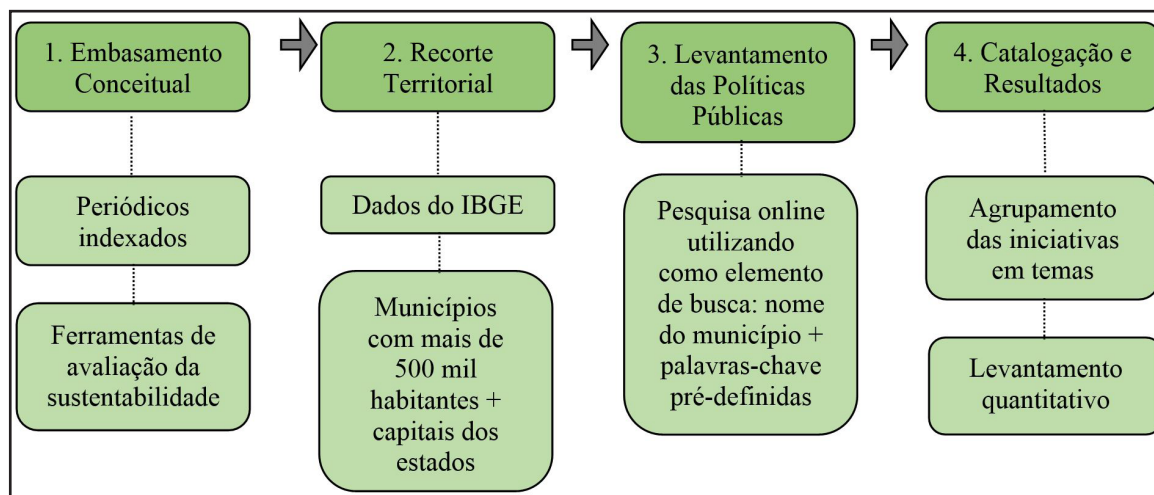 1. Embasamento
Conceitual
Periódicos
indexados
Ferramentas de
avaliação da
sustentabilidade
2. Recorte
Territorial
Dados do IBGE
Municípios
com mais de
500 mil
habitantes +
capitais dos
estados
3. Levantamento
das Políticas
Públicas
Pesquisa online
utilizando
como elemento
de busca: nome
do município +
palavras-chave
pré-definidas
4. Catalogação e
Resultados
Agrupamento
das iniciativas
em temas
Levantamento
quantitativo